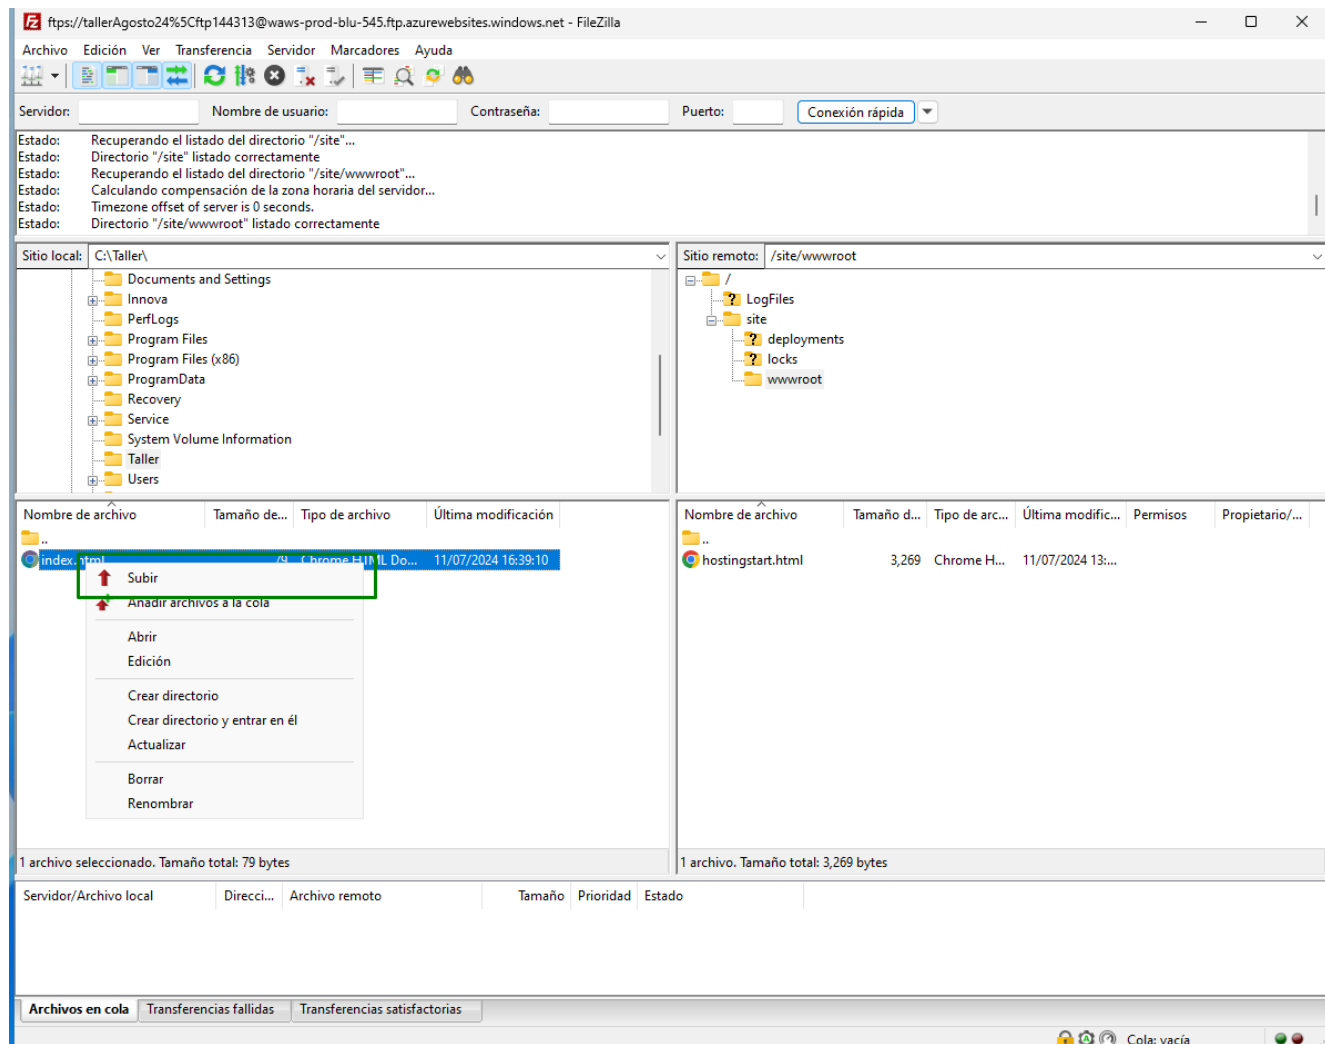 ftps://tallerAgosto24%5Cftp144313@waws-prod-blu-545.ftp.azurewebsites.windows.net - FileZilla
Archivo Edición Ver Transferencia Servidor Marcadores Ayuda
Servidor: Nombre de usuario: Contraseña: Puerto: Conexión rápida
Estado: Recuperando el listado del directorio "/site"...
Estado: Directorio "/site" listado correctamente
Estado: Recuperando el listado del directorio "/site/wwwroot"...
Estado: Calculando compensación de la zona horaria del servidor...
Estado: Timezone offset of server is 0 seconds.
Estado: Directorio "/site/wwwroot" listado correctamente
Sitio local: C:\Taller\
Documents and Settings
Innova
PerfLogs
Program Files
Program Files (x86)
ProgramData
Recovery
Service
System Volume Information
Taller
Users
Sitio remoto: /site/wwwroot
/
LogFiles
site
deployments
locks
wwwroot
Nombre de archivo Tamaño de... Tipo de archivo Última modificación
..
index.html 79 Chrome HTML Do... 11/07/2024 16:39:10
Subir
Añadir archivos a la cola
Abrir
Edición
Crear directorio
Crear directorio y entrar en él
Actualizar
Borrar
Renombrar
1 archivo seleccionado. Tamaño total: 79 bytes
Nombre de archivo Tamaño d... Tipo de arc... Última modific... Permisos Propietario/...
..
hostingstart.html 3,269 Chrome H... 11/07/2024 13:...
1 archivo. Tamaño total: 3,269 bytes
Servidor/Archivo local Direcci... Archivo remoto Tamaño Prioridad Estado
Archivos en cola Transferencias fallidas Transferencias satisfactorias
Cola: vacía